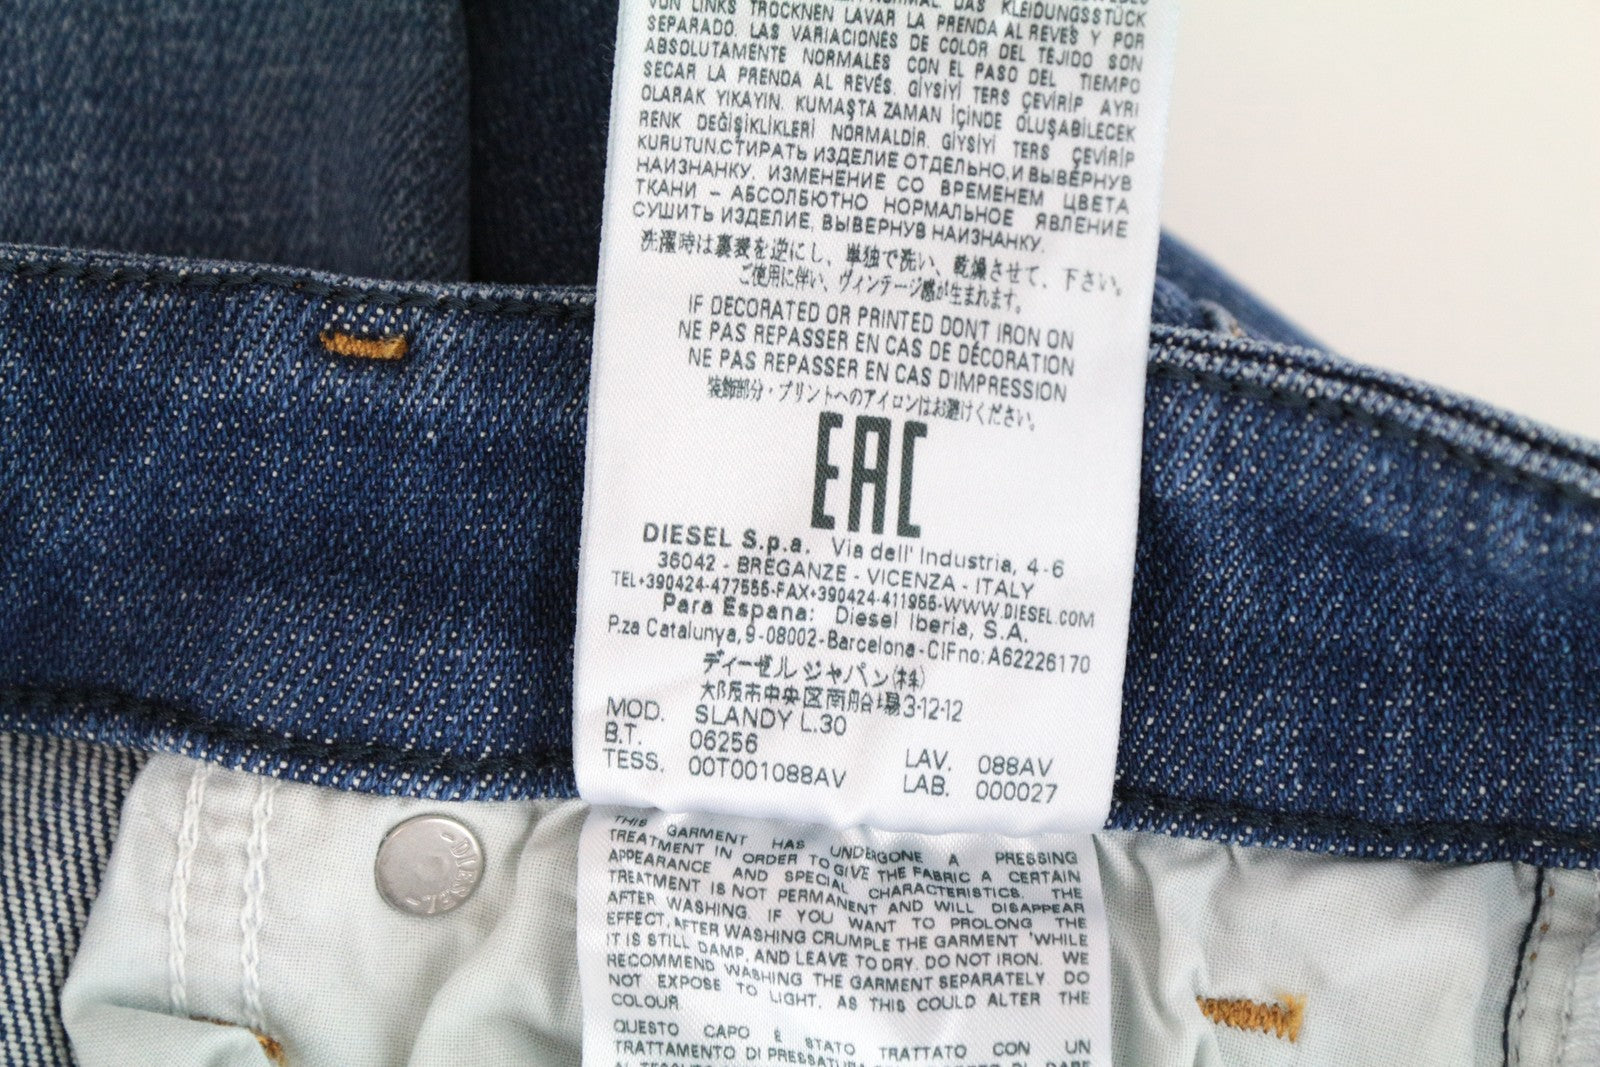 NORMAL DAS KLEIDUNGSSTÜCK
VON LINKS TROCKNEN LAVAR LA PRENDA AL REVÉS Y POR
SEPARADO. LAS VARIACIONES DE COLOR DEL TEJIDO SON
ABSOLUTAMENTE NORMALES CON EL PASO DEL TIEMPO
SECAR LA PRENDA AL REVÉS. GİYSİYİ TERS ÇEVİRİP AYRI
OLARAK YIKAYIN. KUMAŞTA ZAMAN İÇİNDE OLUŞABİLECEK
RENK DEĞİŞİKLİKLERİ NORMALDİR. GİYSİYİ TERS ÇEVİRİP
KURUTUN.СТИРАТЬ ИЗДЕЛИЕ ОТДЕЛЬНО, И ВЫВЕРНУВ
НАИЗНАНКУ. ИЗМЕНЕНИЕ СО ВРЕМЕНЕМ ЦВЕТА
ТКАНИ – АБСОЛЮТНО НОРМАЛЬНОЕ ЯВЛЕНИЕ
СУШИТЬ ИЗДЕЛИЕ, ВЫВЕРНУВ НАИЗНАНКУ.
洗濯時は裏表を逆にし、単独で洗い、乾燥させて、下さい。
ご使用に伴い、ヴィンテージ感が生まれます。
IF DECORATED OR PRINTED DONT IRON ON
NE PAS REPASSER EN CAS DE DÉCORATION
NE PAS REPASSER EN CAS D'IMPRESSION
装飾部分・プリントへのアイロンはお避けください。
EAC
DIESEL S.p.a. Via dell' Industria, 4-6
36042 - BREGANZE - VICENZA - ITALY
TEL+390424-477555-FAX+390424-411955-WWW.DIESEL.COM
Para Espana: Diesel Iberia, S.A.
P.za Catalunya, 9-08002-Barcelona-CIFno:A62226170
ディーゼルジャパン(株)
大阪市中央区南船場3-12-12
MOD. SLANDY L.30
B.T. 06256
TESS. 00T001088AV
LAV. 088AV
LAB. 000027
DIESEL
THIS GARMENT HAS UNDERGONE A PRESSING
TREATMENT IN ORDER TO GIVE THE FABRIC A CERTAIN
APPEARANCE AND SPECIAL CHARACTERISTICS. THE
TREATMENT IS NOT PERMANENT AND WILL DISAPPEAR
AFTER WASHING. IF YOU WANT TO PROLONG THE
EFFECT, AFTER WASHING CRUMPLE THE GARMENT 'WHILE
IT IS STILL DAMP, AND LEAVE TO DRY. DO NOT IRON. WE
RECOMMEND WASHING THE GARMENT SEPARATELY. DO
NOT EXPOSE TO LIGHT, AS THIS COULD ALTER THE
COLOUR
QUESTO CAPO È STATO TRATTATO CON UN
TRATTAMENTO DI PRESSATURA